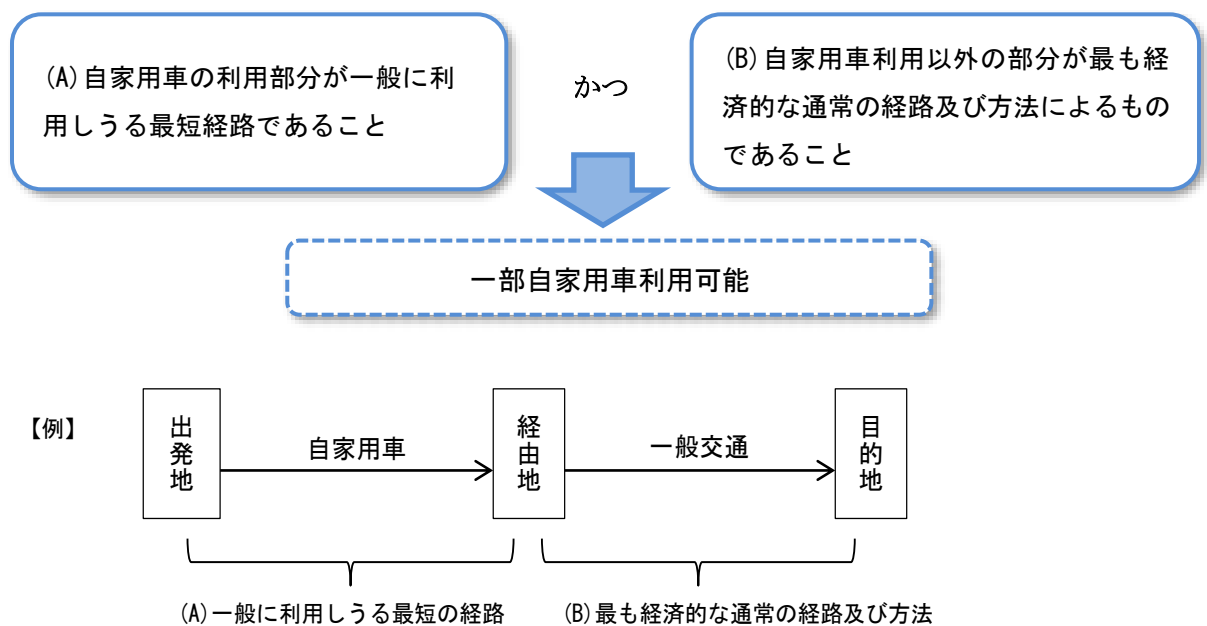 (A)自家用車の利用部分が一般に利
用しうる最短経路であること
かつ
(B)自家用車利用以外の部分が最も経
済的な通常の経路及び方法によるもの
であること
一部自家用車利用可能
【例】
出発地
自家用車
経由地
一般交通
目的地
(A)一般に利用しうる最短の経路
(B)最も経済的な通常の経路及び方法